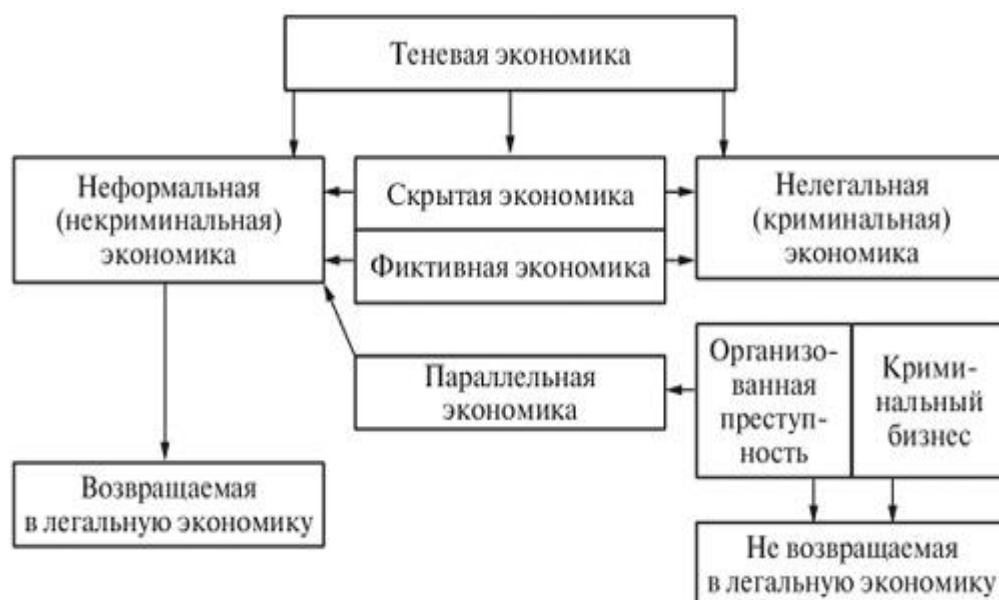 Теневая экономика
Неформальная
(некриминальная)
экономика
Скрытая экономика
Фиктивная экономика
Нелегальная
(криминальная)
экономика
Параллельная
экономика
Организо-
ванная
преступ-
ность
Крими-
нальный
бизнес
Возвращаемая
в легальную экономику
Не возвращаемая
в легальную экономику